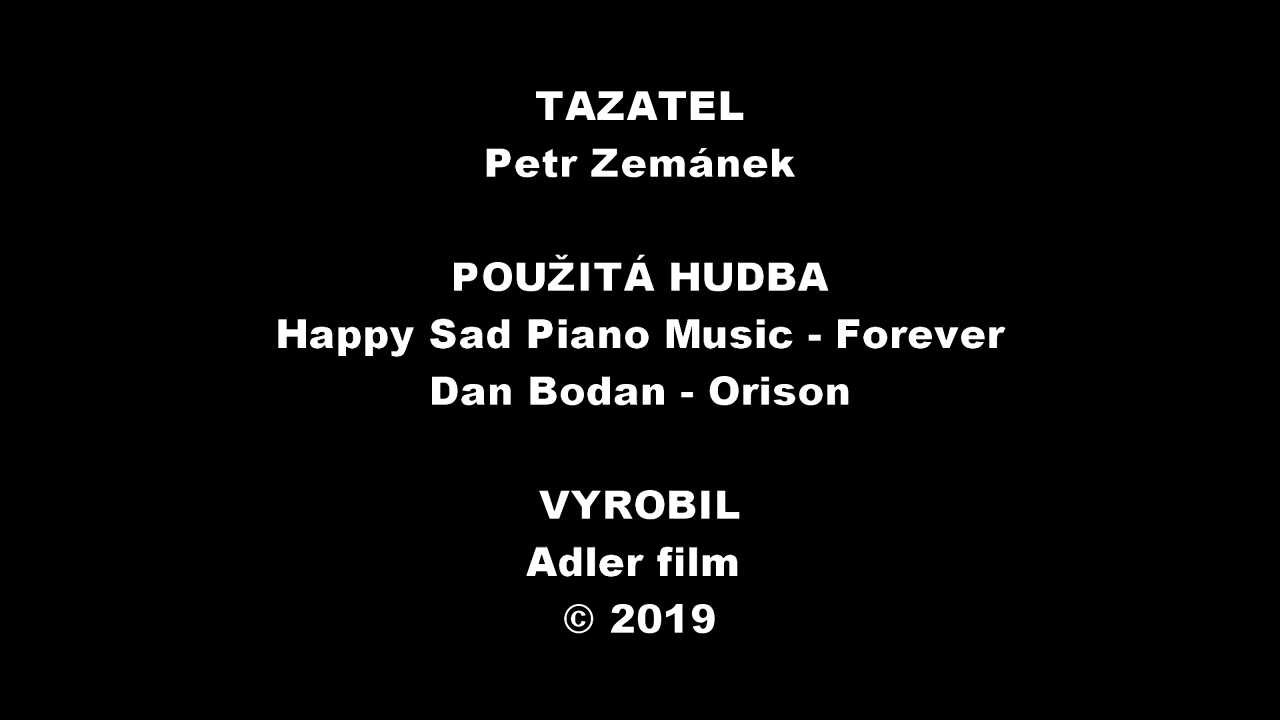 TAZATEL
Petr Zemánek
POUŽITÁ HUDBA
Happy Sad Piano Music - Forever
Dan Bodan - Orison
VYROBIL
Adler film
© 2019